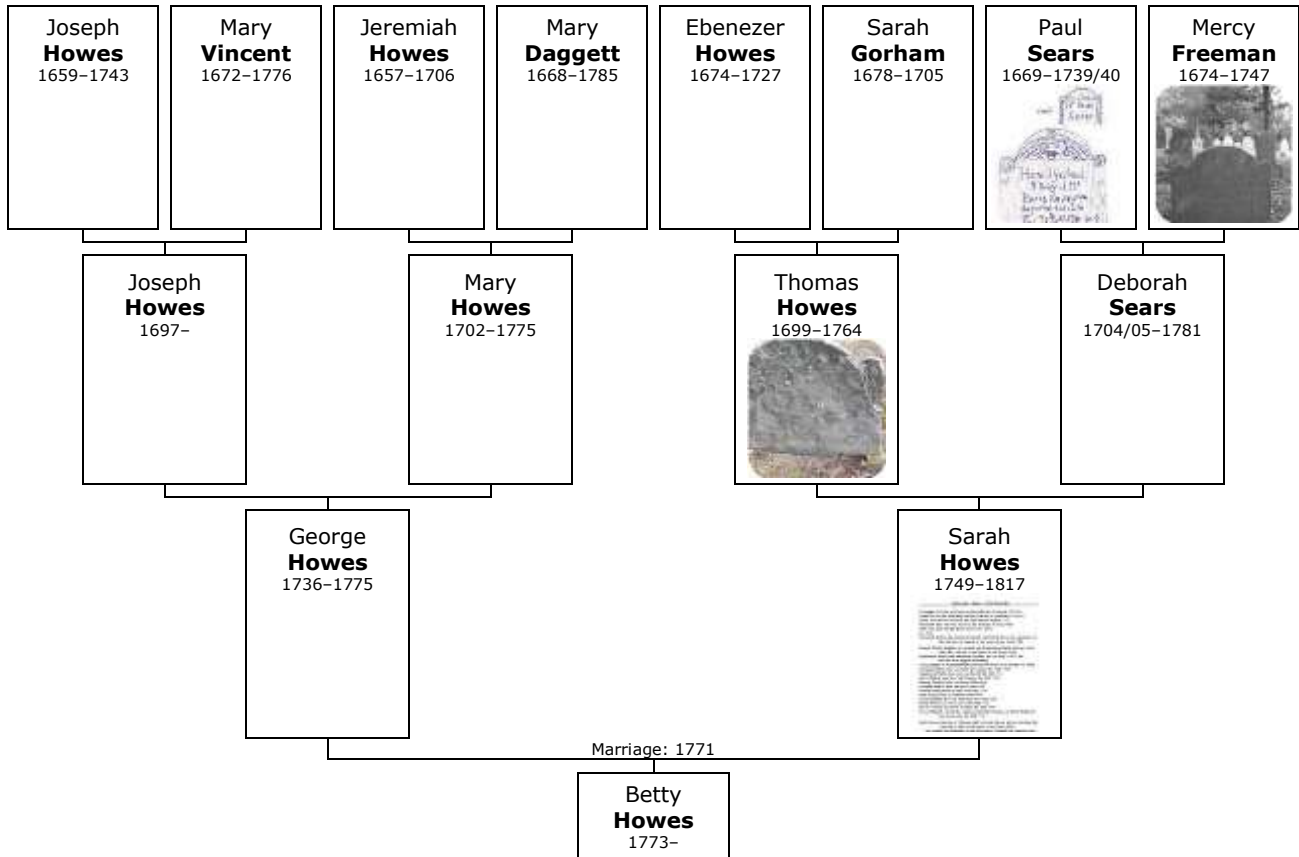 Joseph
Howes
1659–1743
Mary
Vincent
1672–1776
Jeremiah
Howes
1657–1706
Mary
Daggett
1668–1785
Ebenezer
Howes
1674–1727
Sarah
Gorham
1678–1705
Paul
Sears
1669–1739/40
Mercy
Freeman
1674–1747
Joseph
Howes
1697–
Mary
Howes
1702–1775
Thomas
Howes
1699–1764
Deborah
Sears
1704/05–1781
George
Howes
1736–1775
Sarah
Howes
1749–1817
Marriage: 1771
Betty
Howes
1773–